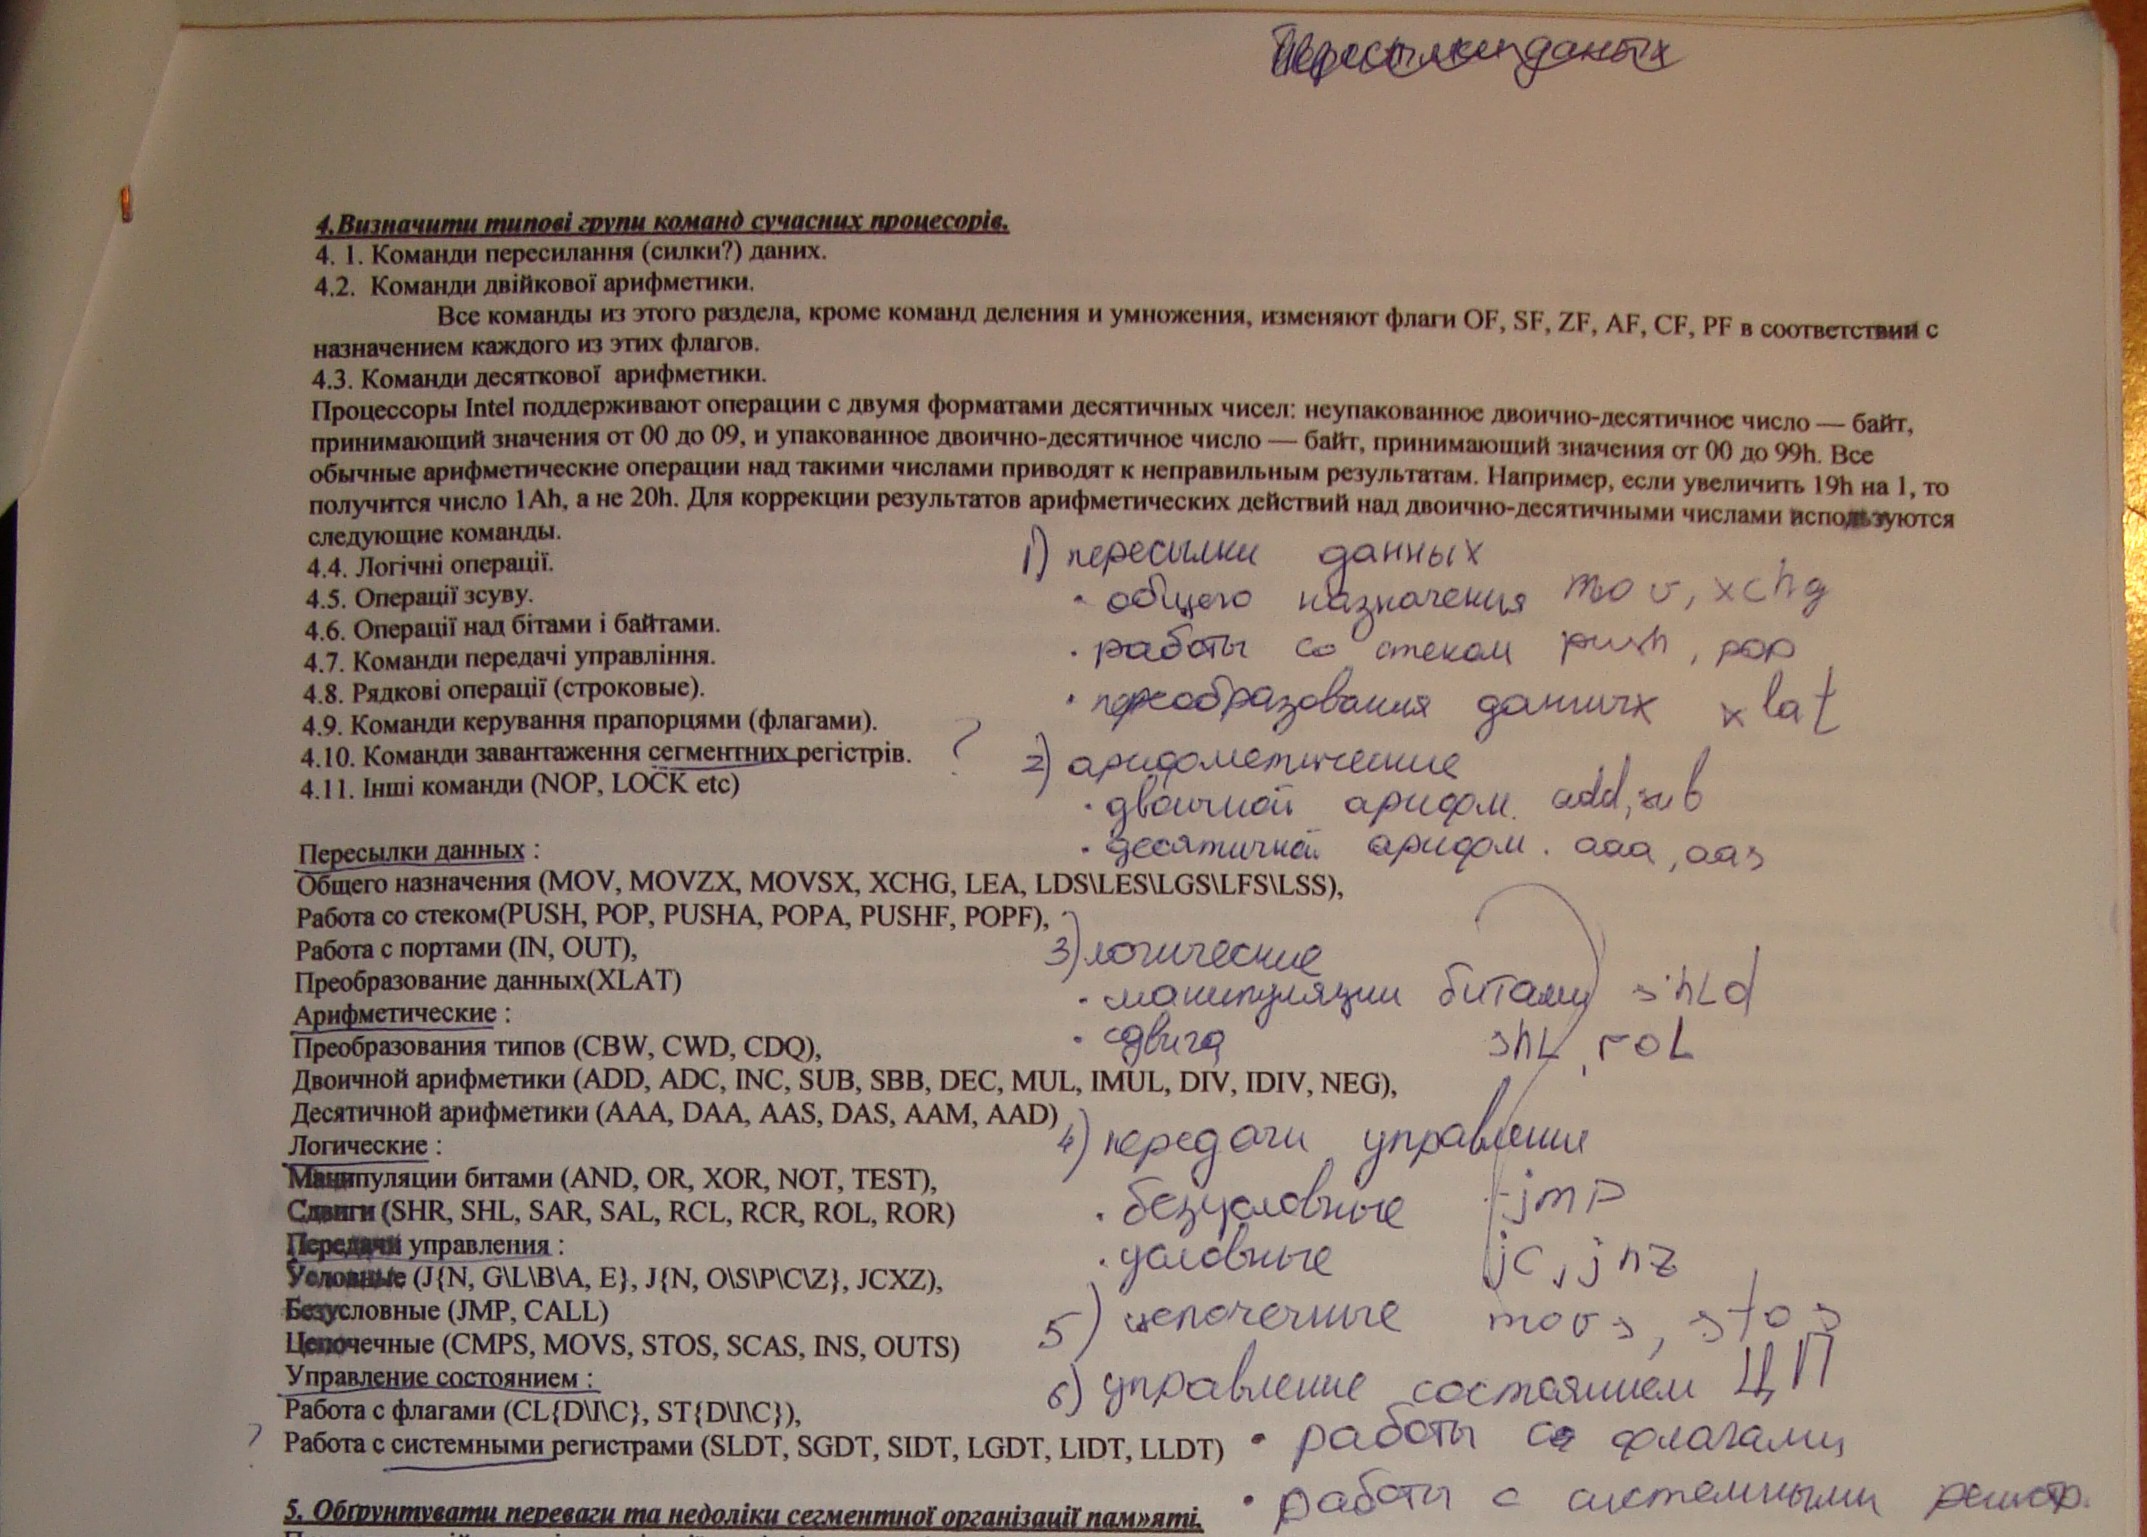 Пересылки даных
4.Визначити типові групи команд сучасних процесорів.
4. 1. Команди пересилання (силки?) даних.
4.2. Команди двійкової арифметики.
Все команды из этого раздела, кроме команд деления и умножения, изменяют флаги OF, SF, ZF, AF, CF, PF в соответствии с
назначением каждого из этих флагов.
4.3. Команди десяткової арифметики.
Процессоры Intel поддерживают операции с двумя форматами десятичных чисел: неупакованное двоично-десятичное число — байт,
принимающий значения от 00 до 09, и упакованное двоично-десятичное число — байт, принимающий значения от 00 до 99h. Все
обычные арифметические операции над такими числами приводят к неправильным результатам. Например, если увеличить 19h на 1, то
получится число 1Ah, а не 20h. Для коррекции результатов арифметических действий над двоично-десятичными числами используются
следующие команды.
4.4. Логічні операції.
4.5. Операції зсуву.
4.6. Операції над бітами і байтами.
4.7. Команди передачі управління.
4.8. Рядкові операції (строковые).
4.9. Команди керування прапорцями (флагами).
4.10. Команди завантаження сегментних регістрів. ?
4.11. Інші команди (NOP, LOCK etc)
Пересылки данных :
Общего назначения (MOV, MOVZX, MOVSX, XCHG, LEA, LDS\LES\LGS\LFS\LSS),
Работа со стеком(PUSH, POP, PUSHA, POPA, PUSHF, POPF),
Работа с портами (IN, OUT),
Преобразование данных(XLAT)
Арифметические :
Преобразования типов (CBW, CWD, CDQ),
Двоичной арифметики (ADD, ADC, INC, SUB, SBB, DEC, MUL, IMUL, DIV, IDIV, NEG),
Десятичной арифметики (AAA, DAA, AAS, DAS, AAM, AAD)
Логические :
Манипуляции битами (AND, OR, XOR, NOT, TEST),
Сдвиги (SHR, SHL, SAR, SAL, RCL, RCR, ROL, ROR)
Передачи управления :
Условные (J{N, G\L\B\A, E}, J{N, O\S\P\C\Z}, JCXZ),
Безусловные (JMP, CALL)
Цепочечные (CMPS, MOVS, STOS, SCAS, INS, OUTS)
Управление состоянием :
Работа с флагами (CL{D\I\C}, ST{D\I\C}),
? Работа с системными регистрами (SLDT, SGDT, SIDT, LGDT, LIDT, LLDT)
5. Обґрунтувати переваги та недоліки сегментної організації пам»яті.
1) пересылки данных
• общего назначения mov, xchg
• работы со стеком push, pop
• преобразования данных xlat
2) арифметические
• двоичной арифм. add, sub
• десятичной арифм. aaa, aas
3) логические
• манипуляции битами shLd
• сдвига shL, roL
4) передачи управление
• безусловные jmp
• условные jc, jnz
5) цепочечные movs, stos
6) управление состоянием ЦП
• работы с флагами
• работы с системными регистр.